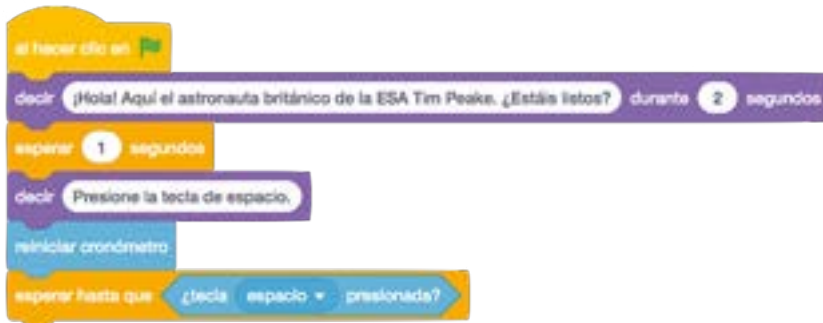 al hacer clic en
decir ¡Hola! Aquí el astronauta británico de la ESA Tim Peake. ¿Estáis listos? durante 2 segundos
esperar 1 segundos
decir Presione la tecla de espacio.
reiniciar cronómetro
esperar hasta que ¿tecla espacio presionada?